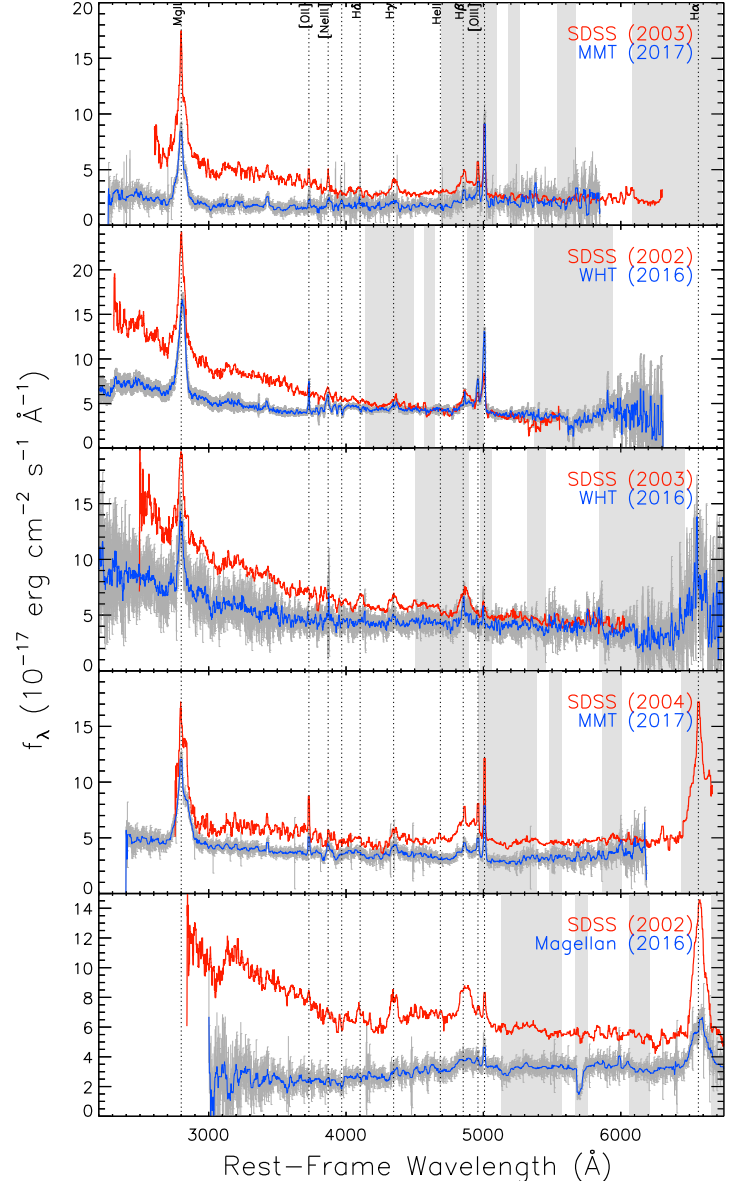 MgII [OII] [NeIII] Hδ Hγ HeII Hβ [OIII] Hα
20
15
10
5
0
SDSS (2003)
MMT (2017)
20
15
10
5
0
SDSS (2002)
WHT (2016)
20
15
10
5
0
SDSS (2003)
WHT (2016)
15
10
5
0
SDSS (2004)
MMT (2017)
14
12
10
8
6
4
2
0
SDSS (2002)
Magellan (2016)
3000 4000 5000 6000
Rest-Frame Wavelength (Å)
fλ (10−17 erg cm−2 s−1 Å−1)